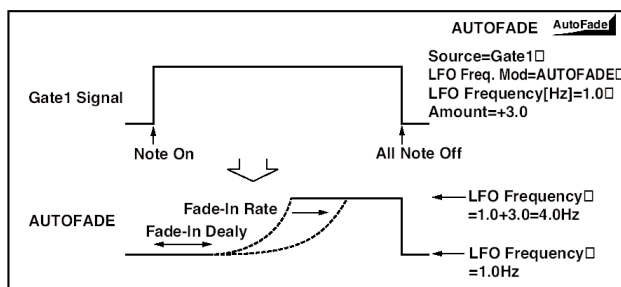 AUTOFADE AutoFade
Source=Gate1□
LFO Freq. Mod=AUTOFADE□
LFO Frequency[Hz]=1.0□
Amount=+3.0
Gate1 Signal
Note On
All Note Off
Fade-In Rate
LFO Frequency□
=1.0+3.0=4.0Hz
AUTOFADE
Fade-In Dealy
LFO Frequency□
=1.0Hz